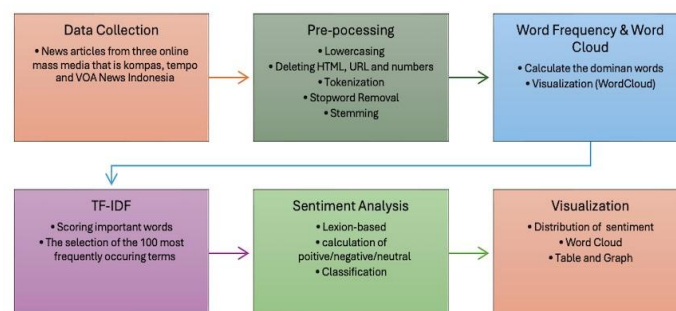 Data Collection
• News articles from three online
mass media that is kompas, tempo
and VOA News Indonesia
Pre-pocessing
• Lowercasing
• Deleting HTML, URL and numbers
• Tokenization
• Stopword Removal
• Stemming
Word Frequency & Word
Cloud
• Calculate the dominan words
• Visualization (WordCloud)
TF-IDF
• Scoring important words
• The selection of the 100 most
frequently occuring terms
Sentiment Analysis
• Lexion-based
• calculation of
poitive/negative/neutral
• Classification
Visualization
• Distribution of sentiment
• Word Cloud
• Table and Graph